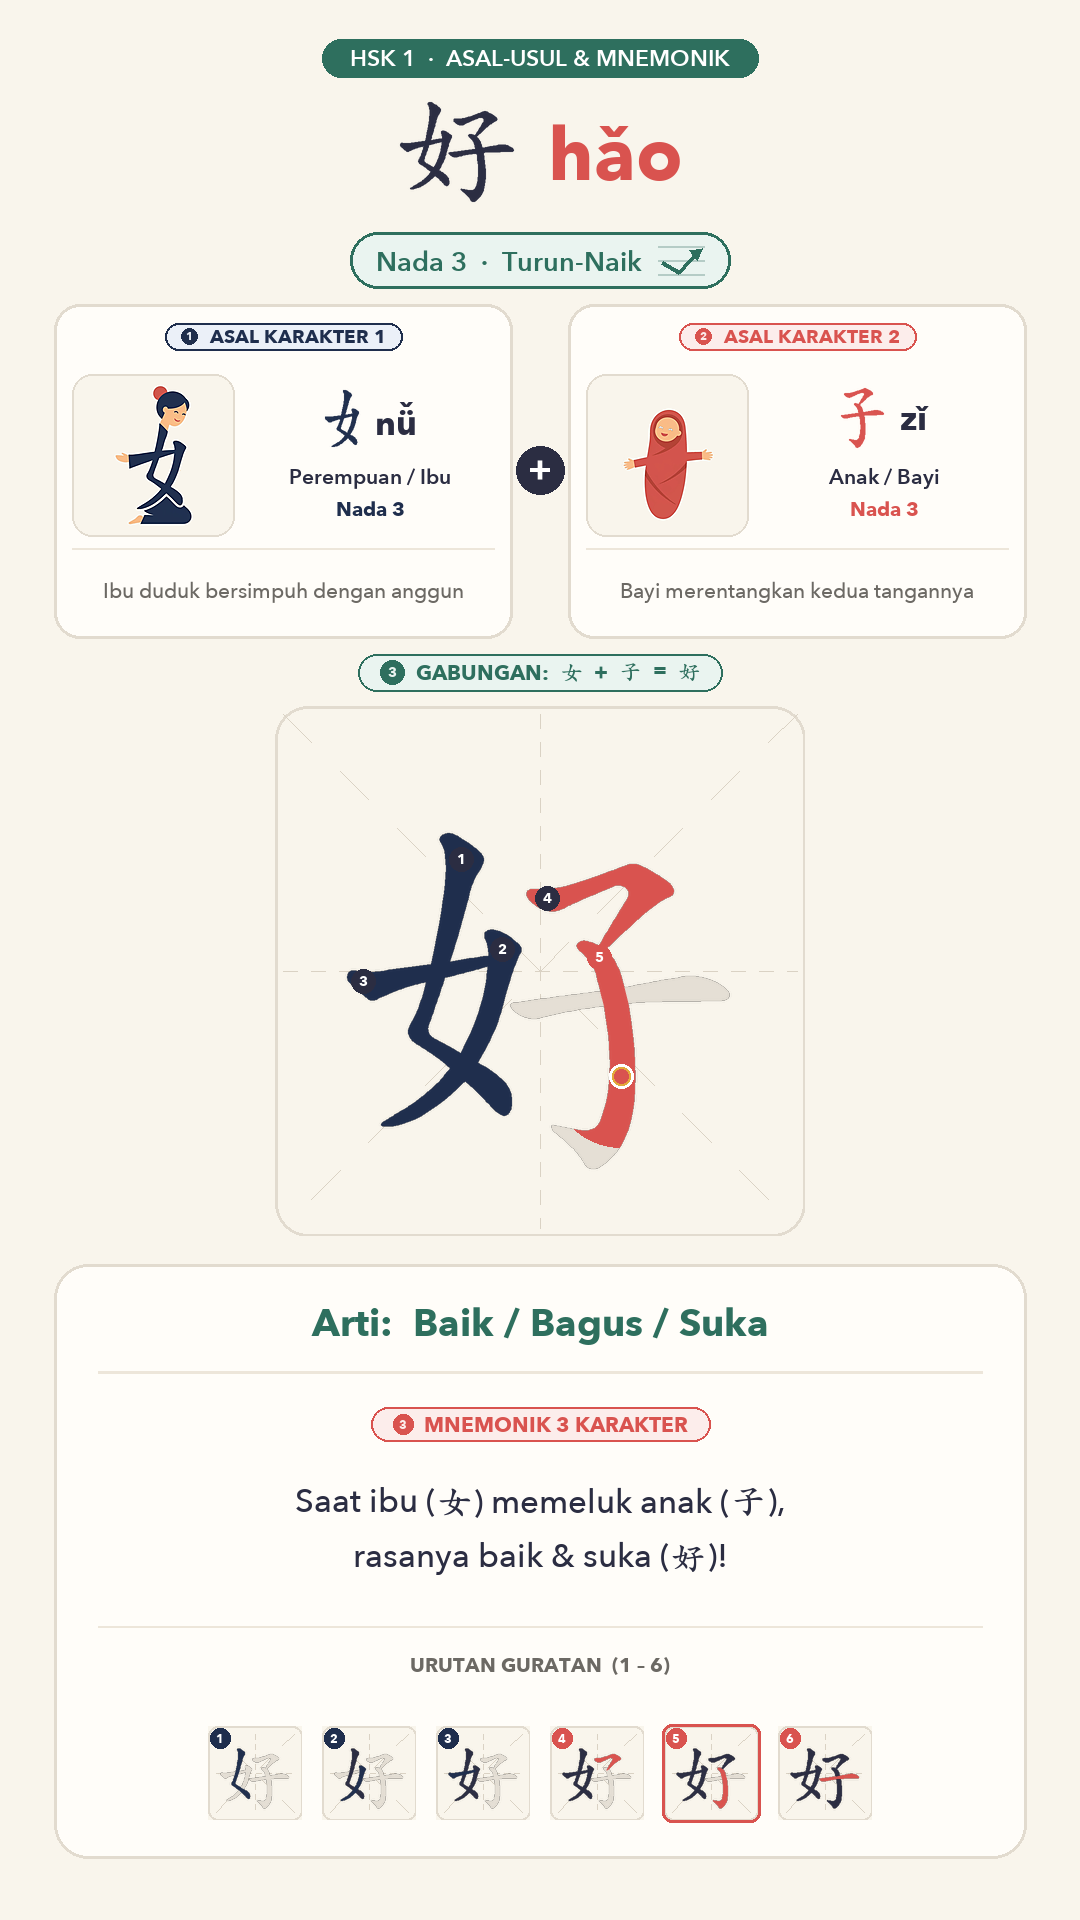 HSK 1 · ASAL-USUL & MNEMONIK
好 hǎo
Nada 3 · Turun-Naik
1 ASAL KARAKTER 1
女 nǚ
Perempuan / Ibu
Nada 3
Ibu duduk bersimpuh dengan anggun
+
2 ASAL KARAKTER 2
子 zǐ
Anak / Bayi
Nada 3
Bayi merentangkan kedua tangannya
3 GABUNGAN: 女 + 子 = 好
好
1
2
3
4
5
Arti: Baik / Bagus / Suka
3 MNEMONIK 3 KARAKTER
Saat ibu (女) memeluk anak (子),
rasanya baik & suka (好)!
URUTAN GURATAN (1 – 6)
1 好
2 好
3 好
4 好
5 好
6 好